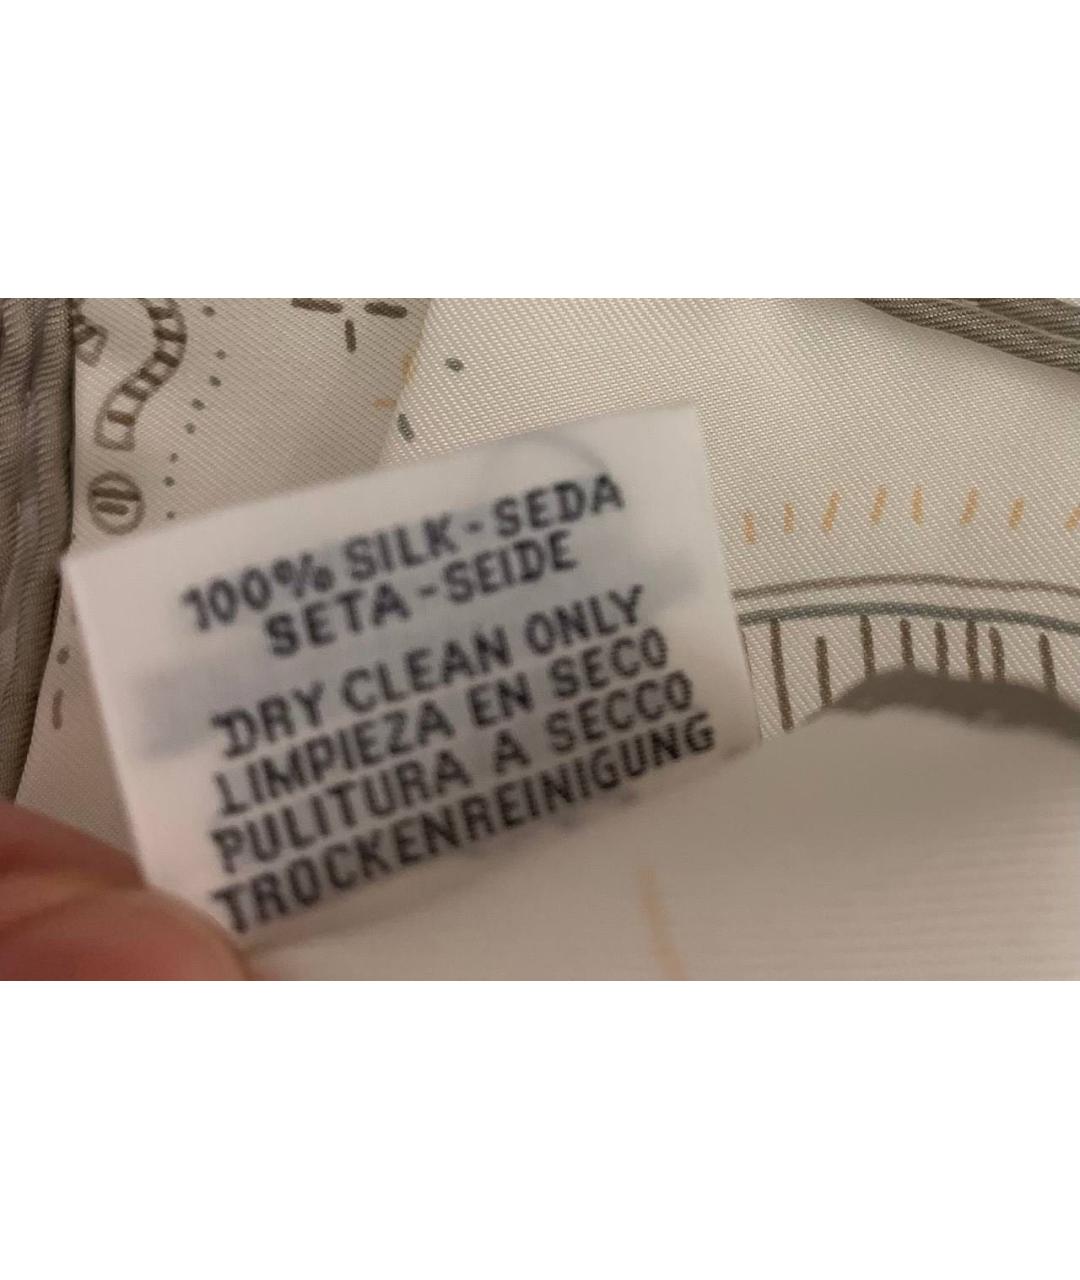 100% SILK-SEDA
SETA-SEIDE
DRY CLEAN ONLY
LIMPIEZA EN SECO
PULITURA A SECCO
TROCKENREINIGUNG